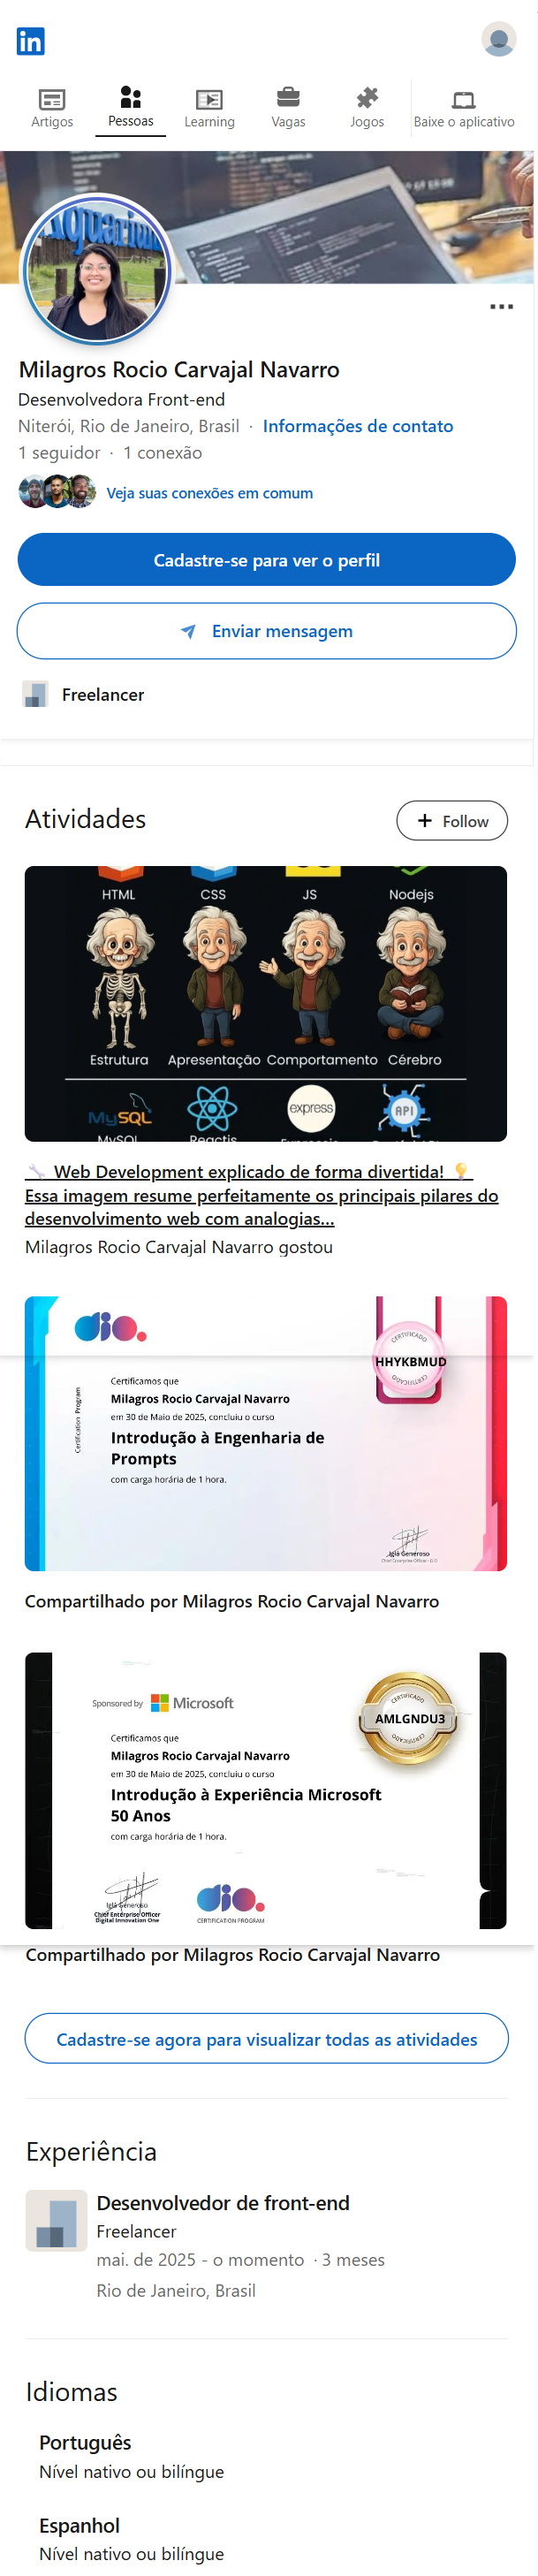 in
Artigos
Pessoas
Learning
Vagas
Jogos
Baixe o aplicativo
Aquarium
Milagros Rocio Carvajal Navarro
Desenvolvedora Front-end
Niterói, Rio de Janeiro, Brasil · Informações de contato
1 seguidor · 1 conexão
Veja suas conexões em comum
Cadastre-se para ver o perfil
Enviar mensagem
Freelancer
Atividades
+ Follow
HTML CSS JS Nodejs
Estrutura Apresentação Comportamento Cérebro
MySQL express API
MySQL Reactjs
🔧 Web Development explicado de forma divertida! 💡
Essa imagem resume perfeitamente os principais pilares do
desenvolvimento web com analogias...
Milagros Rocio Carvajal Navarro gostou
dio.
CERTIFICADO
HHYKBMUD
CERTIFICADO
Certification Program
Certificamos que
Milagros Rocio Carvajal Navarro
em 30 de Maio de 2025, concluiu o curso
Introdução à Engenharia de
Prompts
com carga horária de 1 hora.
Iglá Generoso
Chief Enterprise Officer - DIO
Compartilhado por Milagros Rocio Carvajal Navarro
Sponsored by Microsoft
CERTIFICADO
AMLGNDU3
CERTIFICADO
Certificamos que
Milagros Rocio Carvajal Navarro
em 30 de Maio de 2025, concluiu o curso
Introdução à Experiência Microsoft
50 Anos
com carga horária de 1 hora.
Iglá Generoso
Chief Enterprise Officer
Digital Innovation One
dio.
CERTIFICATION PROGRAM
Compartilhado por Milagros Rocio Carvajal Navarro
Cadastre-se agora para visualizar todas as atividades
Experiência
Desenvolvedor de front-end
Freelancer
mai. de 2025 - o momento · 3 meses
Rio de Janeiro, Brasil
Idiomas
Português
Nível nativo ou bilíngue
Espanhol
Nível nativo ou bilíngue